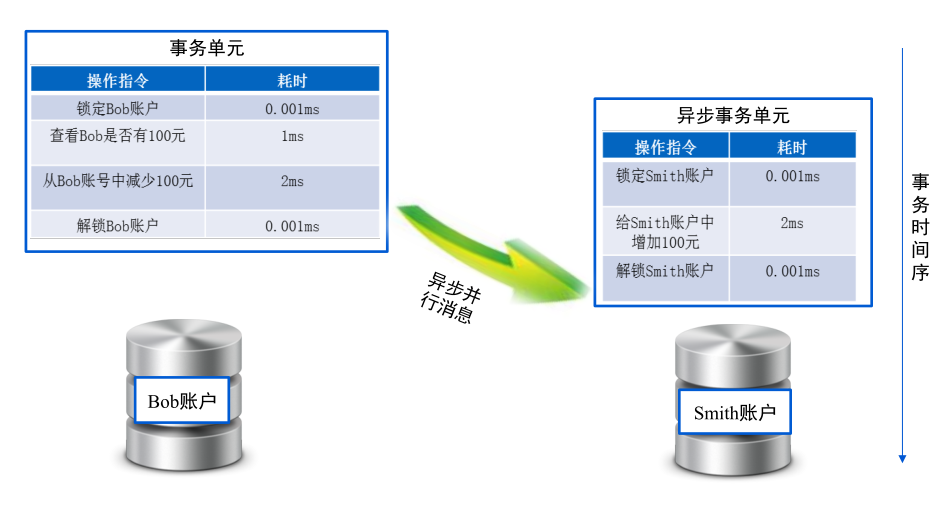 事务单元
操作指令 耗时
锁定Bob账户 0.001ms
查看Bob是否有100元 1ms
从Bob账号中减少100元 2ms
解锁Bob账户 0.001ms
异步并
行消息
异步事务单元
操作指令 耗时
锁定Smith账户 0.001ms
给Smith账户中 2ms
增加100元
解锁Smith账户 0.001ms
事务时间序
Bob账户
Smith账户